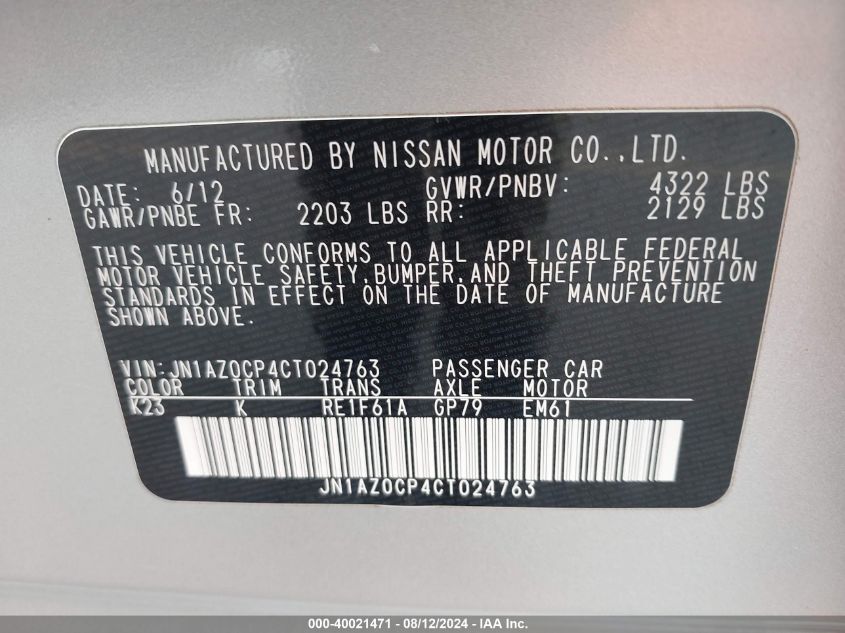 MANUFACTURED BY NISSAN MOTOR CO.,LTD.
DATE: 6/12 GVWR/PNBV: 4322 LBS
GAWR/PNBE FR: 2203 LBS RR: 2129 LBS
THIS VEHICLE CONFORMS TO ALL APPLICABLE FEDERAL
MOTOR VEHICLE SAFETY,BUMPER,AND THEFT PREVENTION
STANDARDS IN EFFECT ON THE DATE OF MANUFACTURE
SHOWN ABOVE.
VIN:JN1AZ0CP4CT024763 PASSENGER CAR
COLOR TRIM TRANS AXLE MOTOR
K23 K RE1F61A GP79 EM61
JN1AZ0CP4CT024763
000-40021471 - 08/12/2024 - IAA Inc.